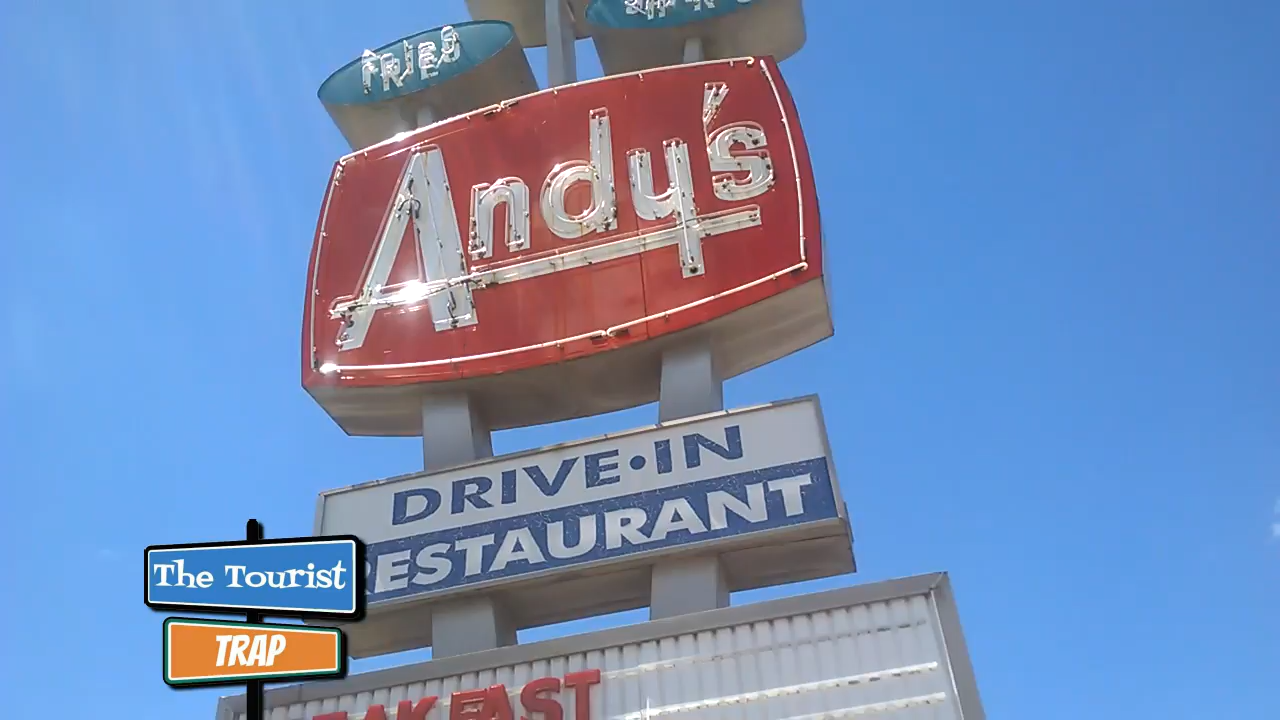 FRIES
Andy's
DRIVE•IN
RESTAURANT
The Tourist
TRAP